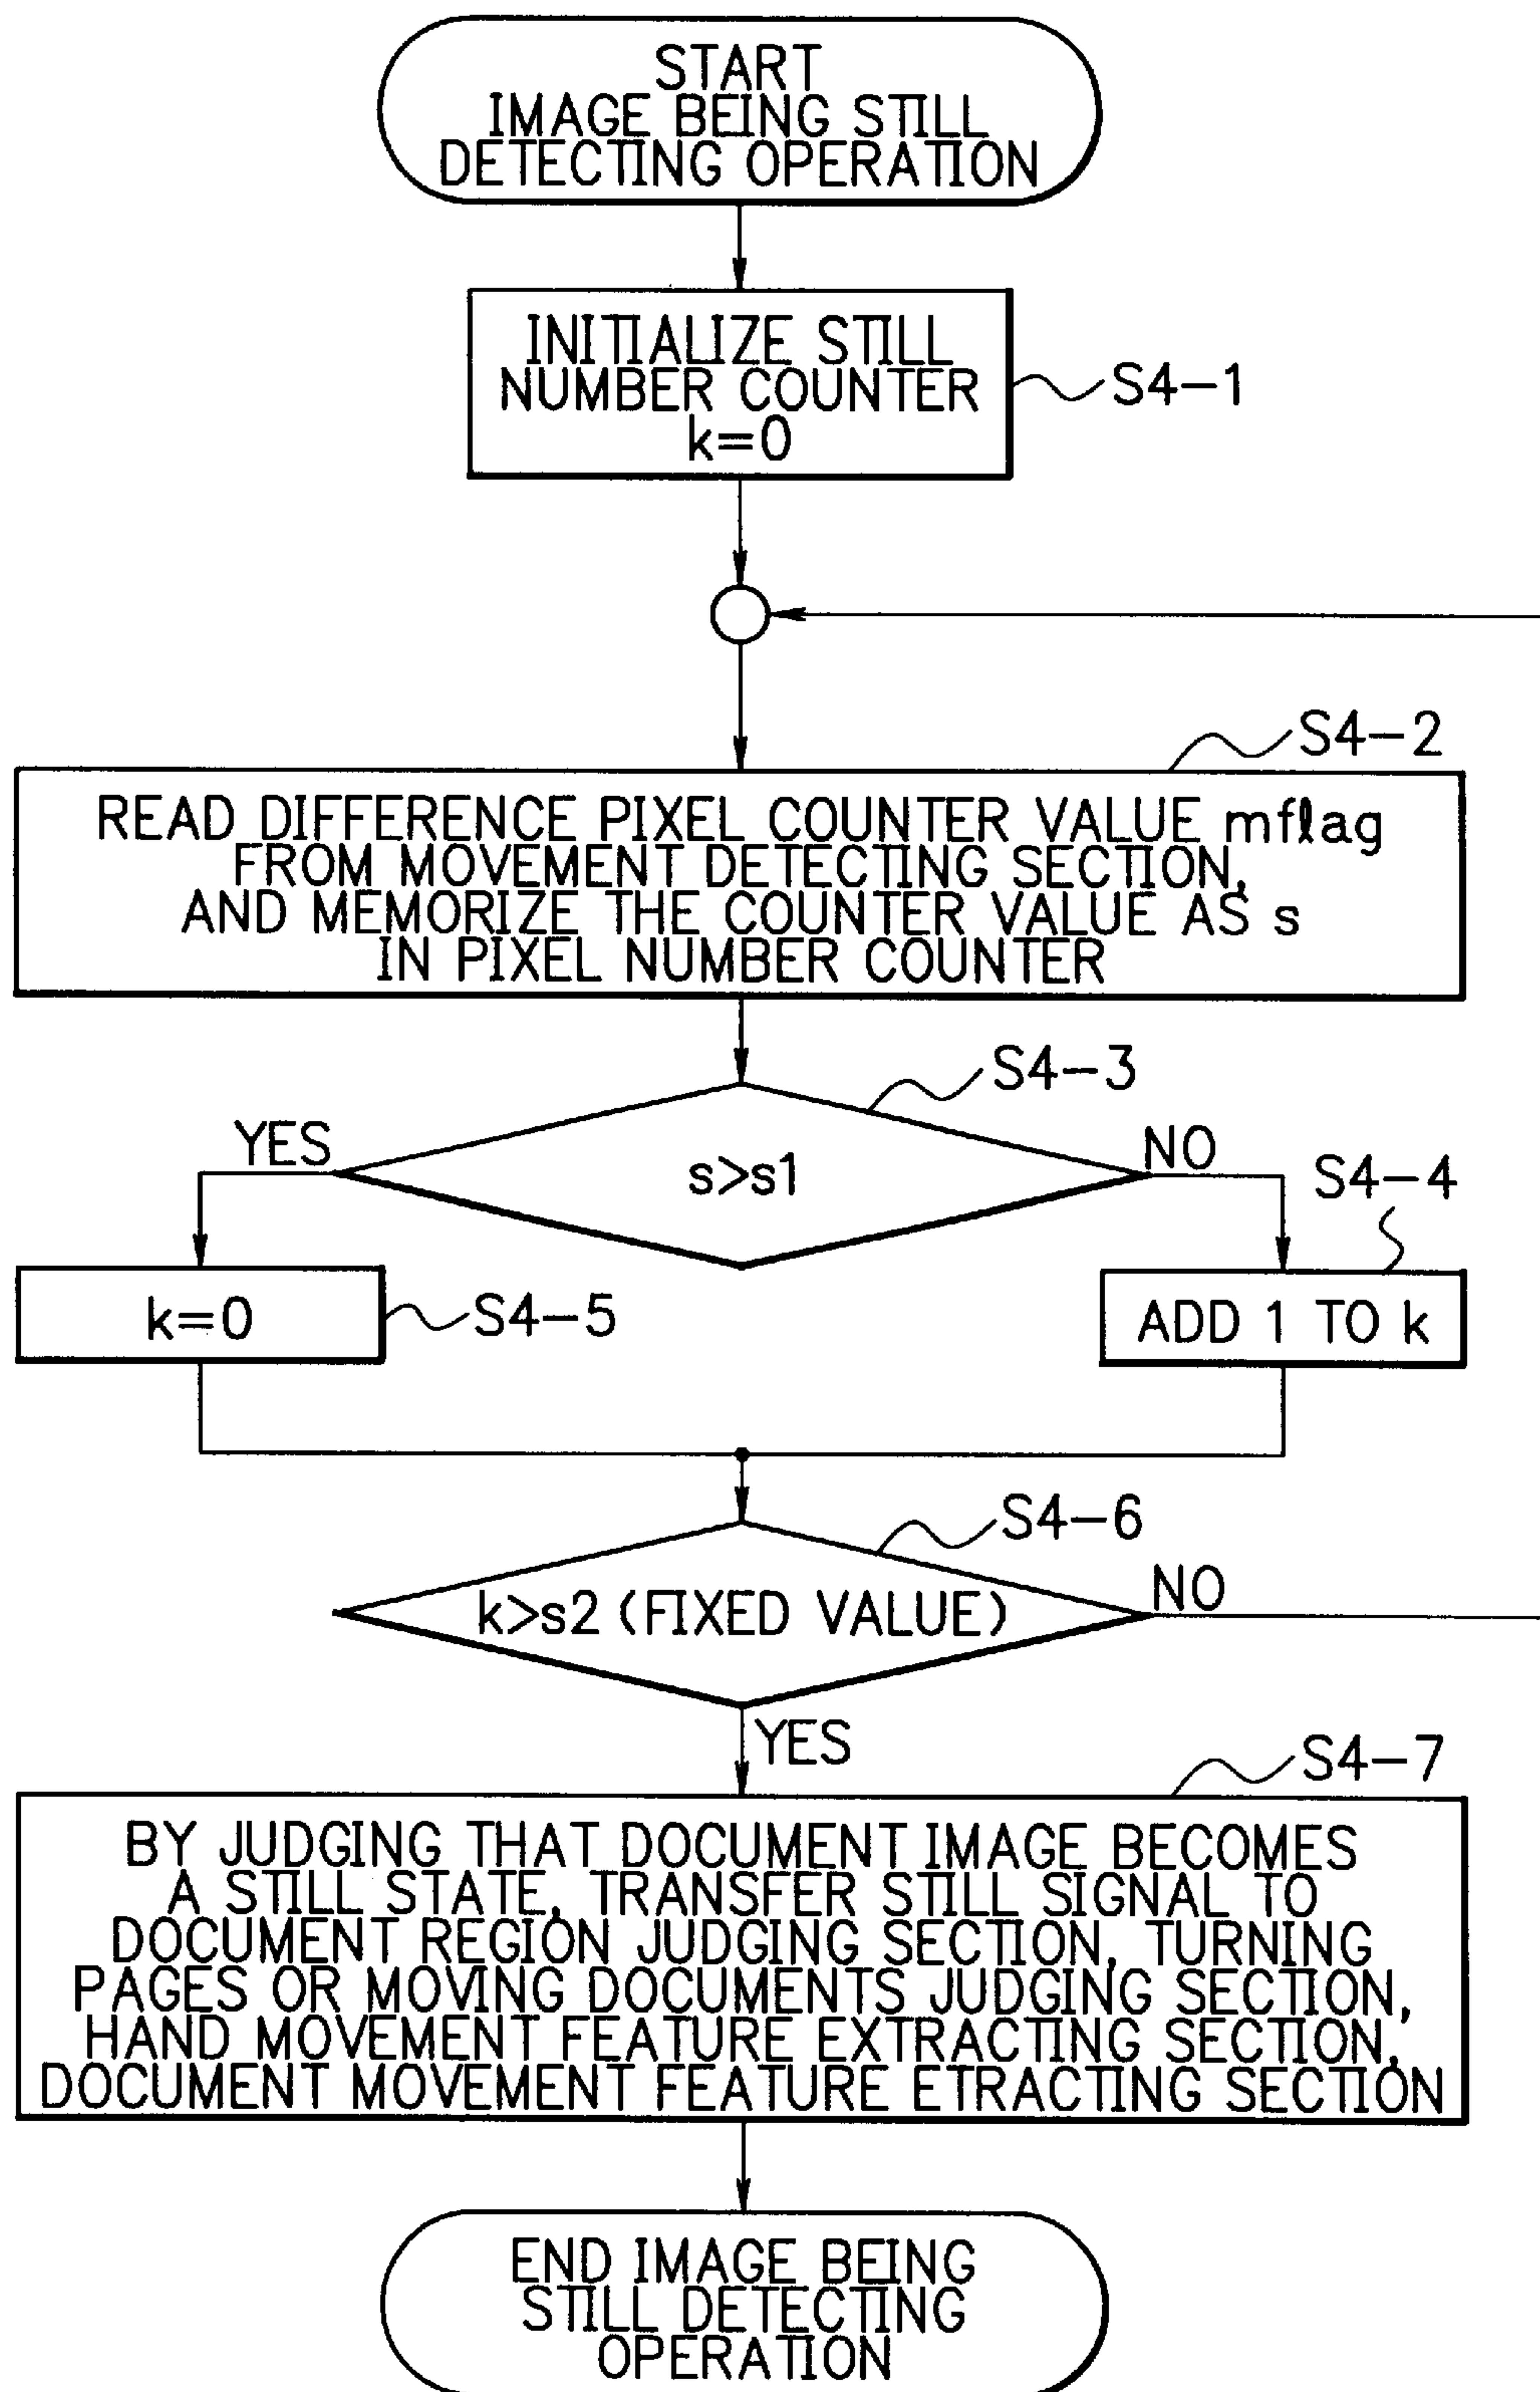 START
IMAGE BEING STILL
DETECTING OPERATION
INITIALIZE STILL
NUMBER COUNTER
k=0
S4-1
S4-2
READ DIFFERENCE PIXEL COUNTER VALUE mflag
FROM MOVEMENT DETECTING SECTION,
AND MEMORIZE THE COUNTER VALUE AS s
IN PIXEL NUMBER COUNTER
S4-3
YES
s>s1
NO
S4-4
k=0
S4-5
ADD 1 TO k
S4-6
k>s2 (FIXED VALUE)
NO
YES
S4-7
BY JUDGING THAT DOCUMENT IMAGE BECOMES
A STILL STATE, TRANSFER STILL SIGNAL TO
DOCUMENT REGION JUDGING SECTION, TURNING
PAGES OR MOVING DOCUMENTS JUDGING SECTION,
HAND MOVEMENT FEATURE EXTRACTING SECTION,
DOCUMENT MOVEMENT FEATURE ETRACTING SECTION
END IMAGE BEING
STILL DETECTING
OPERATION